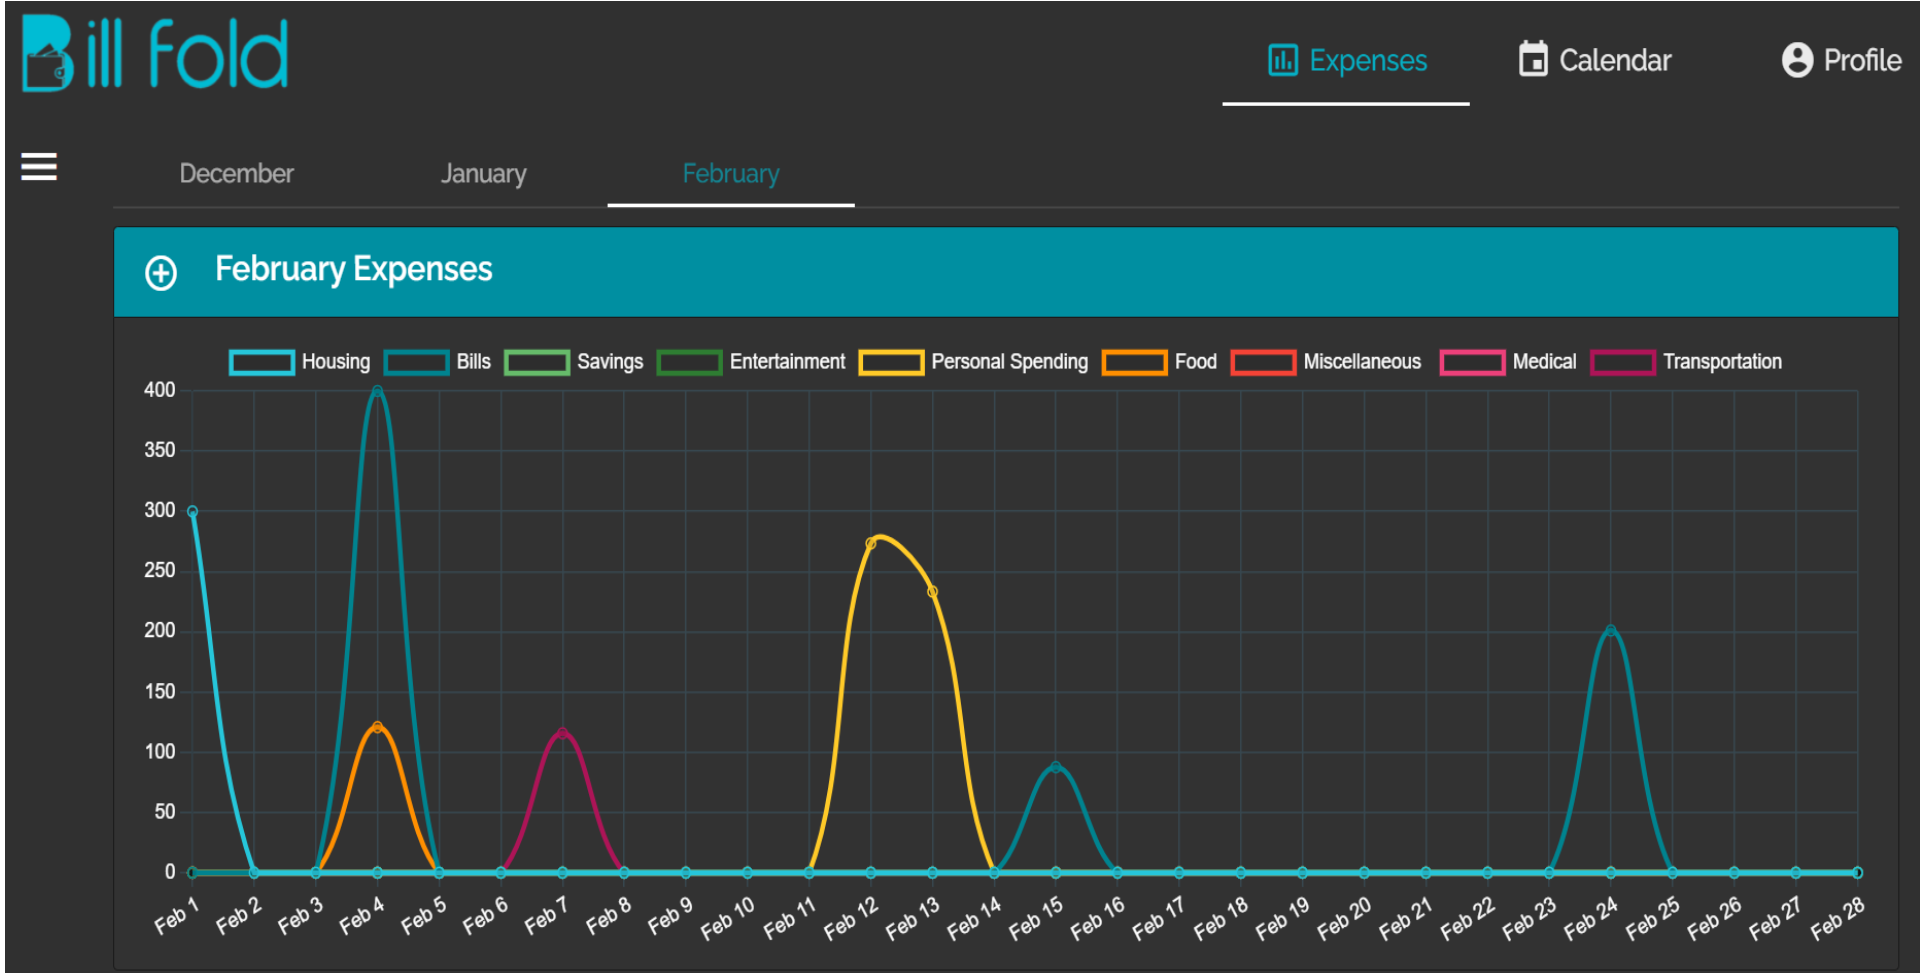 Bill fold
Expenses Calendar Profile
December January February
February Expenses
Housing Bills Savings Entertainment Personal Spending Food Miscellaneous Medical Transportation
400
350
300
250
200
150
100
50
0
Feb 1 Feb 2 Feb 3 Feb 4 Feb 5 Feb 6 Feb 7 Feb 8 Feb 9 Feb 10 Feb 11 Feb 12 Feb 13 Feb 14 Feb 15 Feb 16 Feb 17 Feb 18 Feb 19 Feb 20 Feb 21 Feb 22 Feb 23 Feb 24 Feb 25 Feb 26 Feb 27 Feb 28